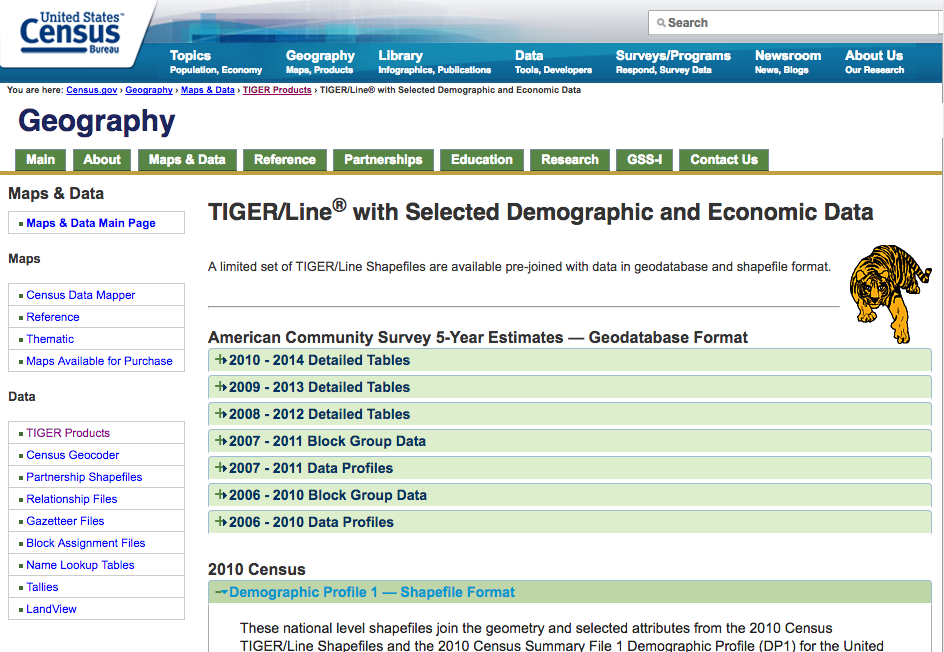 United States™
Census
Bureau
Search
Topics
Population, Economy
Geography
Maps, Products
Library
Infographics, Publications
Data
Tools, Developers
Surveys/Programs
Respond, Survey Data
Newsroom
News, Blogs
About Us
Our Research
You are here: Census.gov › Geography › Maps & Data › TIGER Products › TIGER/Line® with Selected Demographic and Economic Data
Geography
Main
About
Maps & Data
Reference
Partnerships
Education
Research
GSS-I
Contact Us
Maps & Data
Maps & Data Main Page
Maps
Census Data Mapper
Reference
Thematic
Maps Available for Purchase
Data
TIGER Products
Census Geocoder
Partnership Shapefiles
Relationship Files
Gazetteer Files
Block Assignment Files
Name Lookup Tables
Tallies
LandView
TIGER/Line® with Selected Demographic and Economic Data
A limited set of TIGER/Line Shapefiles are available pre-joined with data in geodatabase and shapefile format.
American Community Survey 5-Year Estimates — Geodatabase Format
2010 - 2014 Detailed Tables
2009 - 2013 Detailed Tables
2008 - 2012 Detailed Tables
2007 - 2011 Block Group Data
2007 - 2011 Data Profiles
2006 - 2010 Block Group Data
2006 - 2010 Data Profiles
2010 Census
Demographic Profile 1 — Shapefile Format
These national level shapefiles join the geometry and selected attributes from the 2010 Census
TIGER/Line Shapefiles and the 2010 Census Summary File 1 Demographic Profile (DP1) for the United